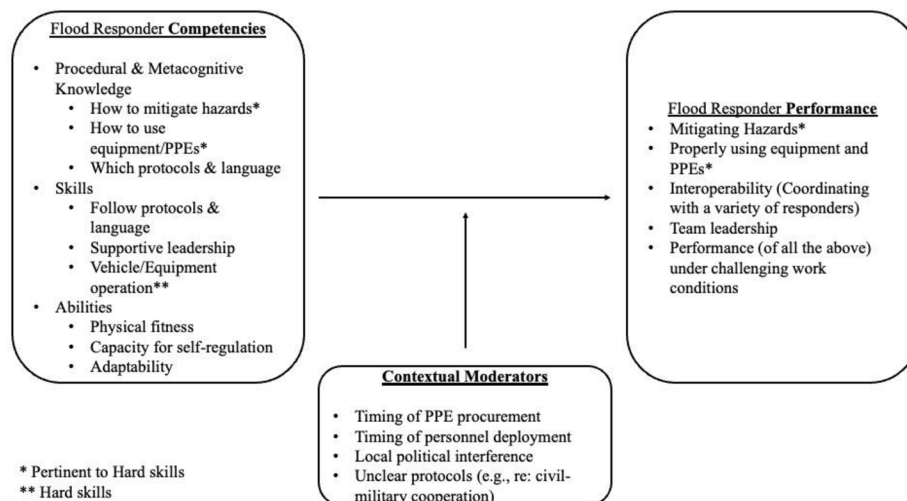 Flood Responder Competencies
• Procedural & Metacognitive
Knowledge
• How to mitigate hazards*
• How to use
equipment/PPEs*
• Which protocols & language
• Skills
• Follow protocols &
language
• Supportive leadership
• Vehicle/Equipment
operation**
• Abilities
• Physical fitness
• Capacity for self-regulation
• Adaptability
Flood Responder Performance
• Mitigating Hazards*
• Properly using equipment and
PPEs*
• Interoperability (Coordinating
with a variety of responders)
• Team leadership
• Performance (of all the above)
under challenging work
conditions
Contextual Moderators
• Timing of PPE procurement
• Timing of personnel deployment
• Local political interference
• Unclear protocols (e.g., re: civil-
military cooperation)
* Pertinent to Hard skills
** Hard skills